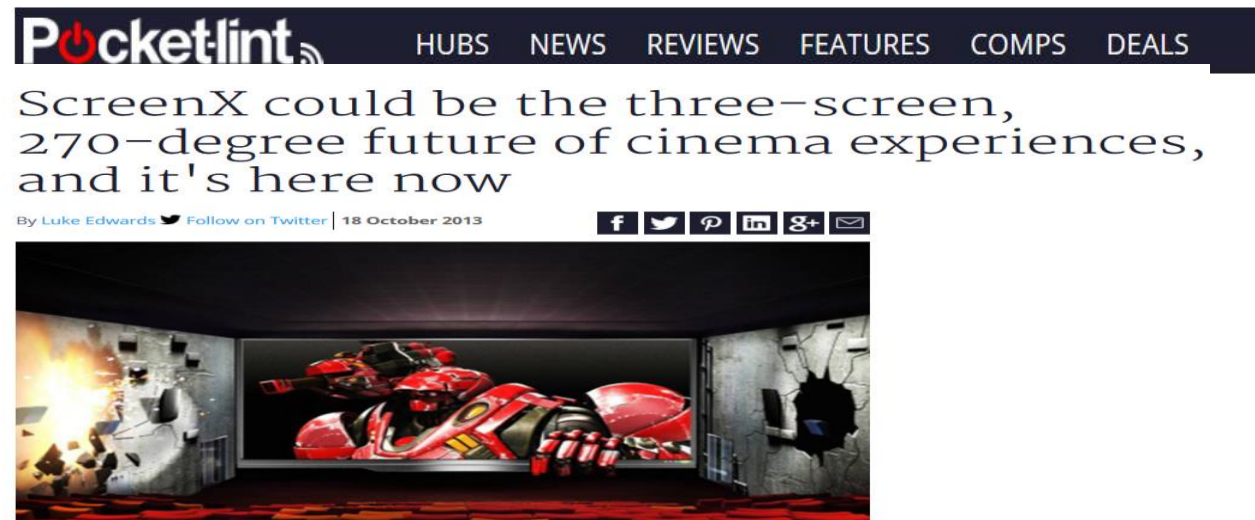 Pocket-lint
HUBS NEWS REVIEWS FEATURES COMPS DEALS
ScreenX could be the three-screen,
270-degree future of cinema experiences,
and it's here now
By Luke Edwards Follow on Twitter | 18 October 2013
f in g+